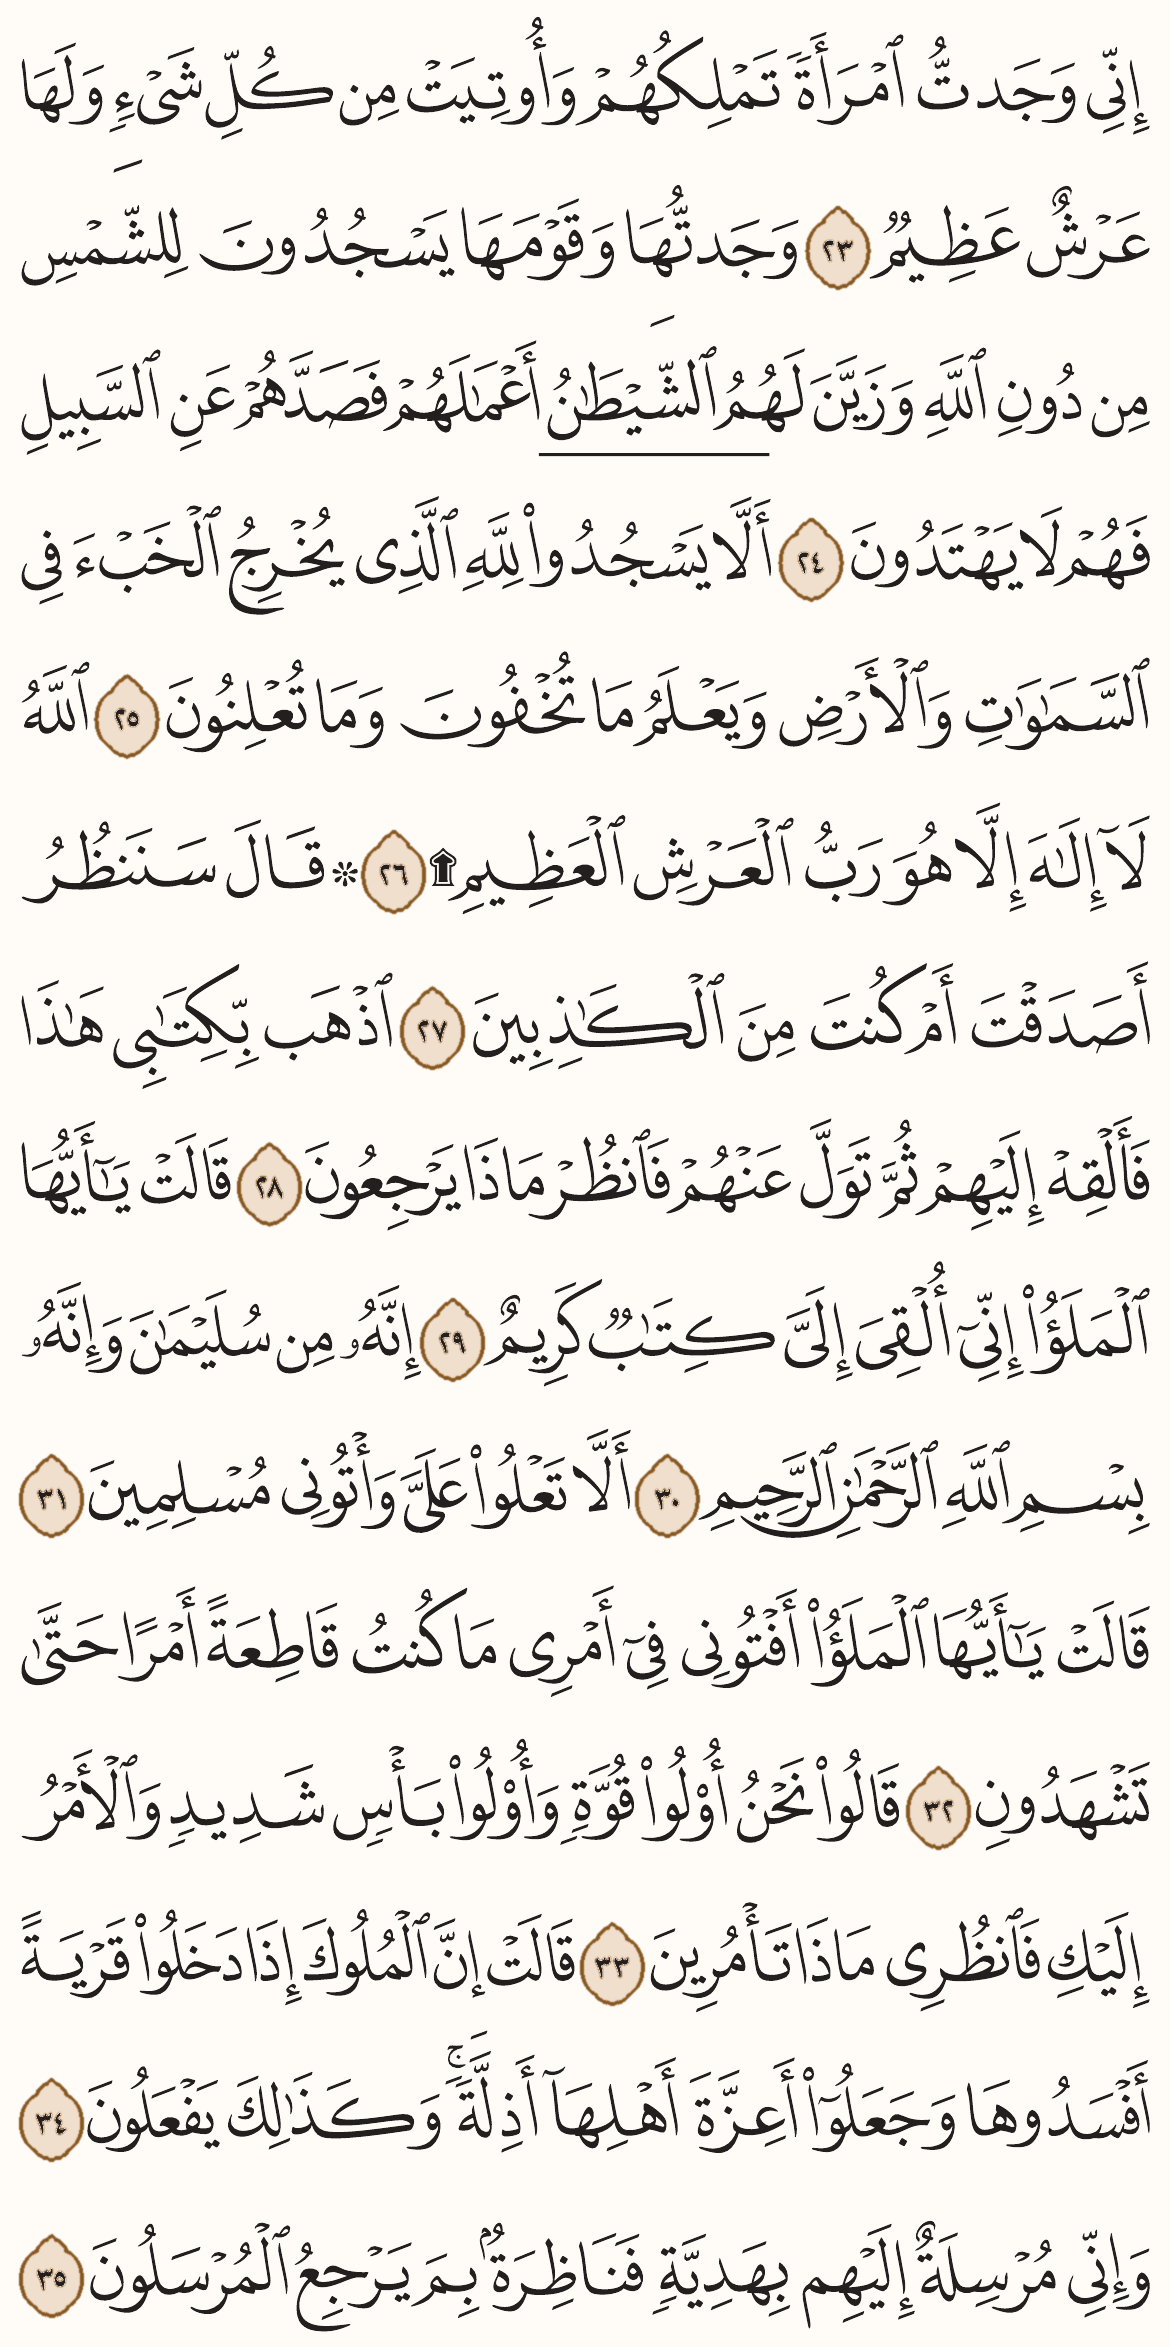 إِنِّي وَجَدتُّ ٱمۡرَأَةٗ تَمۡلِكُهُمۡ وَأُوتِيَتۡ مِن كُلِّ شَيۡءٖ وَلَهَا
عَرۡشٌ عَظِيمٞ ٢٣ وَجَدتُّهَا وَقَوۡمَهَا يَسۡجُدُونَ لِلشَّمۡسِ
مِن دُونِ ٱللَّهِ وَزَيَّنَ لَهُمُ ٱلشَّيۡطَٰنُ أَعۡمَٰلَهُمۡ فَصَدَّهُمۡ عَنِ ٱلسَّبِيلِ
فَهُمۡ لَا يَهۡتَدُونَ ٢٤ أَلَّا يَسۡجُدُواْ لِلَّهِ ٱلَّذِي يُخۡرِجُ ٱلۡخَبۡءَ فِي
ٱلسَّمَٰوَٰتِ وَٱلۡأَرۡضِ وَيَعۡلَمُ مَا تُخۡفُونَ وَمَا تُعۡلِنُونَ ٢٥ ٱللَّهُ
لَآ إِلَٰهَ إِلَّا هُوَ رَبُّ ٱلۡعَرۡشِ ٱلۡعَظِيمِ۩ ٢٦ ۞ قَالَ سَنَنظُرُ
أَصَدَقۡتَ أَمۡ كُنتَ مِنَ ٱلۡكَٰذِبِينَ ٢٧ ٱذۡهَب بِّكِتَٰبِي هَٰذَا
فَأَلۡقِهۡ إِلَيۡهِمۡ ثُمَّ تَوَلَّ عَنۡهُمۡ فَٱنظُرۡ مَاذَا يَرۡجِعُونَ ٢٨ قَالَتۡ يَٰٓأَيُّهَا
ٱلۡمَلَؤُاْ إِنِّيٓ أُلۡقِيَ إِلَيَّ كِتَٰبٞ كَرِيمٌ ٢٩ إِنَّهُۥ مِن سُلَيۡمَٰنَ وَإِنَّهُۥ
بِسۡمِ ٱللَّهِ ٱلرَّحۡمَٰنِ ٱلرَّحِيمِ ٣٠ أَلَّا تَعۡلُواْ عَلَيَّ وَأۡتُونِي مُسۡلِمِينَ ٣١
قَالَتۡ يَٰٓأَيُّهَا ٱلۡمَلَؤُاْ أَفۡتُونِي فِيٓ أَمۡرِي مَا كُنتُ قَاطِعَةً أَمۡرًا حَتَّىٰ
تَشۡهَدُونِ ٣٢ قَالُواْ نَحۡنُ أُوْلُواْ قُوَّةٖ وَأُوْلُواْ بَأۡسٖ شَدِيدٖ وَٱلۡأَمۡرُ
إِلَيۡكِ فَٱنظُرِي مَاذَا تَأۡمُرِينَ ٣٣ قَالَتۡ إِنَّ ٱلۡمُلُوكَ إِذَا دَخَلُواْ قَرۡيَةً
أَفۡسَدُوهَا وَجَعَلُوٓاْ أَعِزَّةَ أَهۡلِهَآ أَذِلَّةٗۚ وَكَذَٰلِكَ يَفۡعَلُونَ ٣٤
وَإِنِّي مُرۡسِلَةٌ إِلَيۡهِم بِهَدِيَّةٖ فَنَاظِرَةُۢ بِمَ يَرۡجِعُ ٱلۡمُرۡسَلُونَ ٣٥